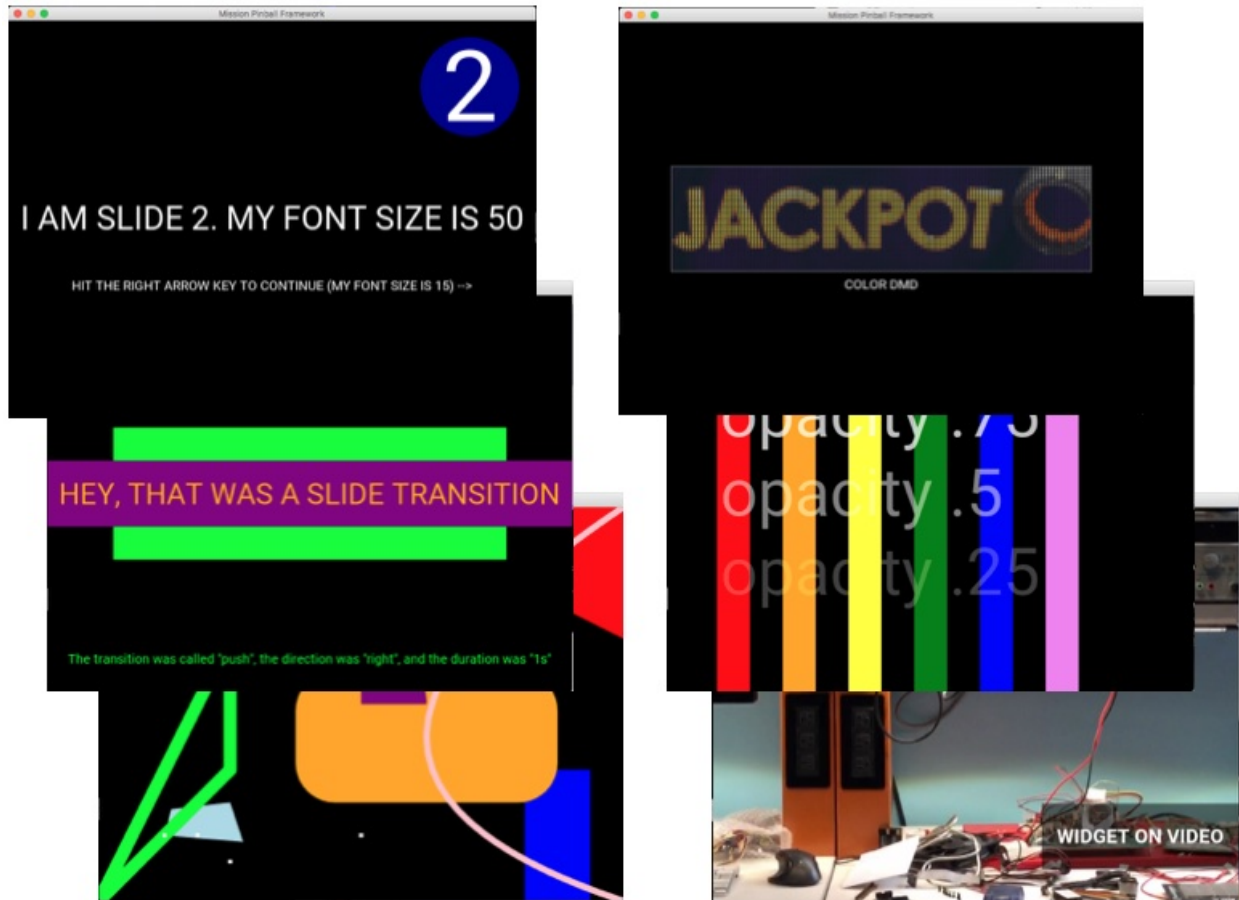 Mission Pinball Framework
2
I AM SLIDE 2. MY FONT SIZE IS 50
HIT THE RIGHT ARROW KEY TO CONTINUE (MY FONT SIZE IS 15) -->
HEY, THAT WAS A SLIDE TRANSITION
The transition was called "push", the direction was "right", and the duration was "1s"
Mission Pinball Framework
JACKPOT
COLOR DMD
opacity .75
opacity .5
opacity .25
WIDGET ON VIDEO